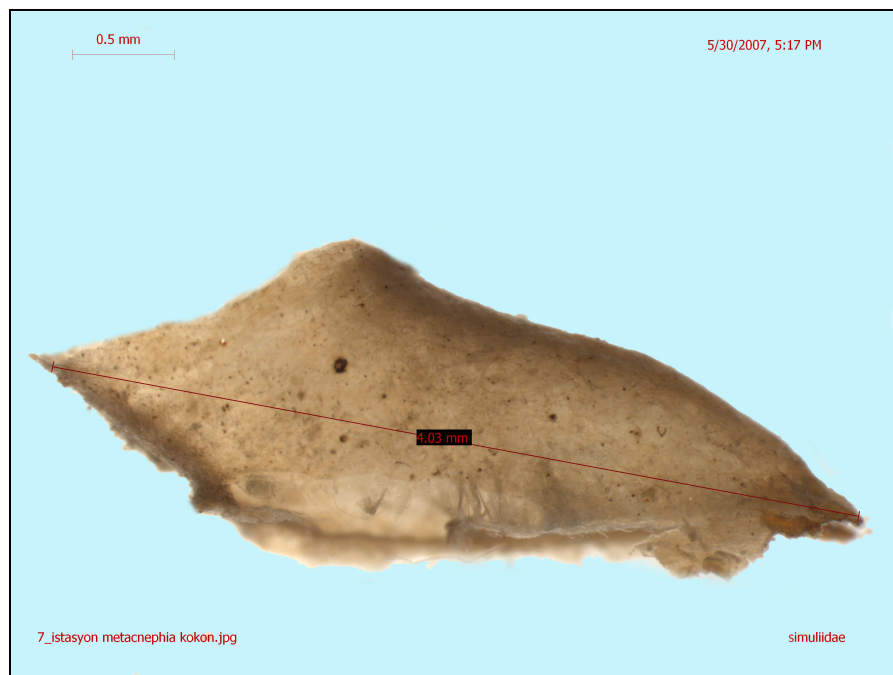 0.5 mm
5/30/2007, 5:17 PM
4.03 mm
7_istasyon metacnephia kokon.jpg
simuliidae